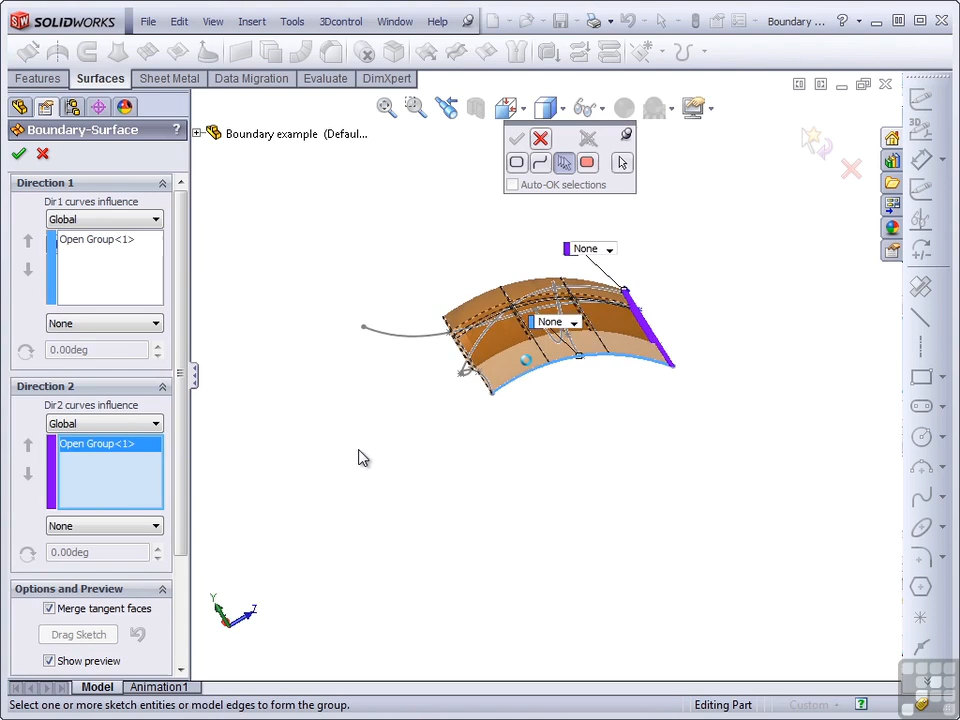 SOLIDWORKS File Edit View Insert Tools 3Dcontrol Window Help Boundary ... ?
Features Surfaces Sheet Metal Data Migration Evaluate DimXpert
Boundary-Surface ?
Boundary example (Defaul...
Auto-OK selections
Direction 1
Dir1 curves influence
Global
Open Group<1>
None
0.00deg
Direction 2
Dir2 curves influence
Global
Open Group<1>
None
0.00deg
Options and Preview
Merge tangent faces
Drag Sketch
Show preview
None
None
Y
Z
3D
Model Animation1
Select one or more sketch entities or model edges to form the group. Editing Part Custom ?